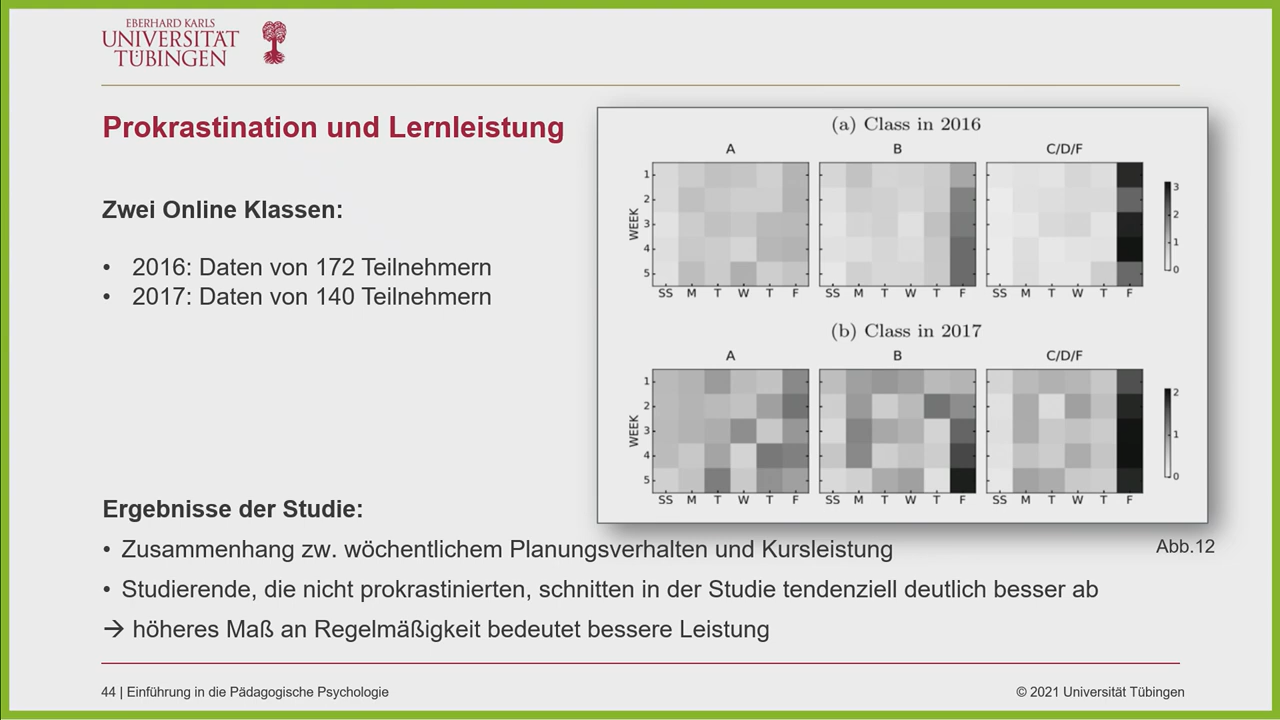 EBERHARD KARLS
UNIVERSITÄT
TÜBINGEN
Prokrastination und Lernleistung
Zwei Online Klassen:
• 2016: Daten von 172 Teilnehmern
• 2017: Daten von 140 Teilnehmern
(a) Class in 2016
A B C/D/F
WEEK
1
2
3
4
5
SS M T W T F SS M T W T F SS M T W T F
3
2
1
0
(b) Class in 2017
A B C/D/F
WEEK
1
2
3
4
5
SS M T W T F SS M T W T F SS M T W T F
2
1
0
Abb.12
Ergebnisse der Studie:
• Zusammenhang zw. wöchentlichem Planungsverhalten und Kursleistung
• Studierende, die nicht prokrastinierten, schnitten in der Studie tendenziell deutlich besser ab
→ höheres Maß an Regelmäßigkeit bedeutet bessere Leistung
44 | Einführung in die Pädagogische Psychologie
© 2021 Universität Tübingen